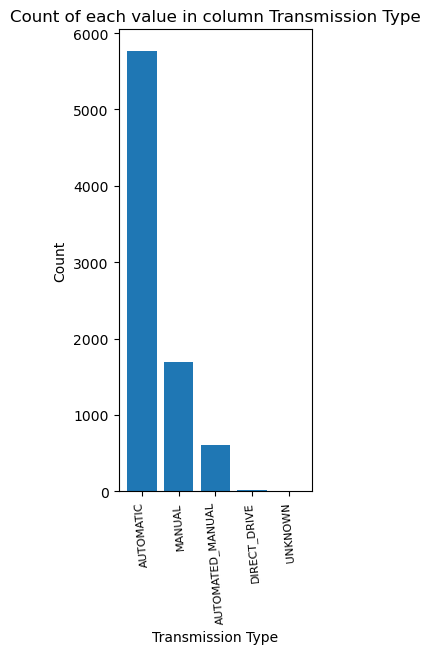 Count of each value in column Transmission Type
6000
5000
4000
3000
2000
1000
0
Count
AUTOMATIC
MANUAL
AUTOMATED_MANUAL
DIRECT_DRIVE
UNKNOWN
Transmission Type